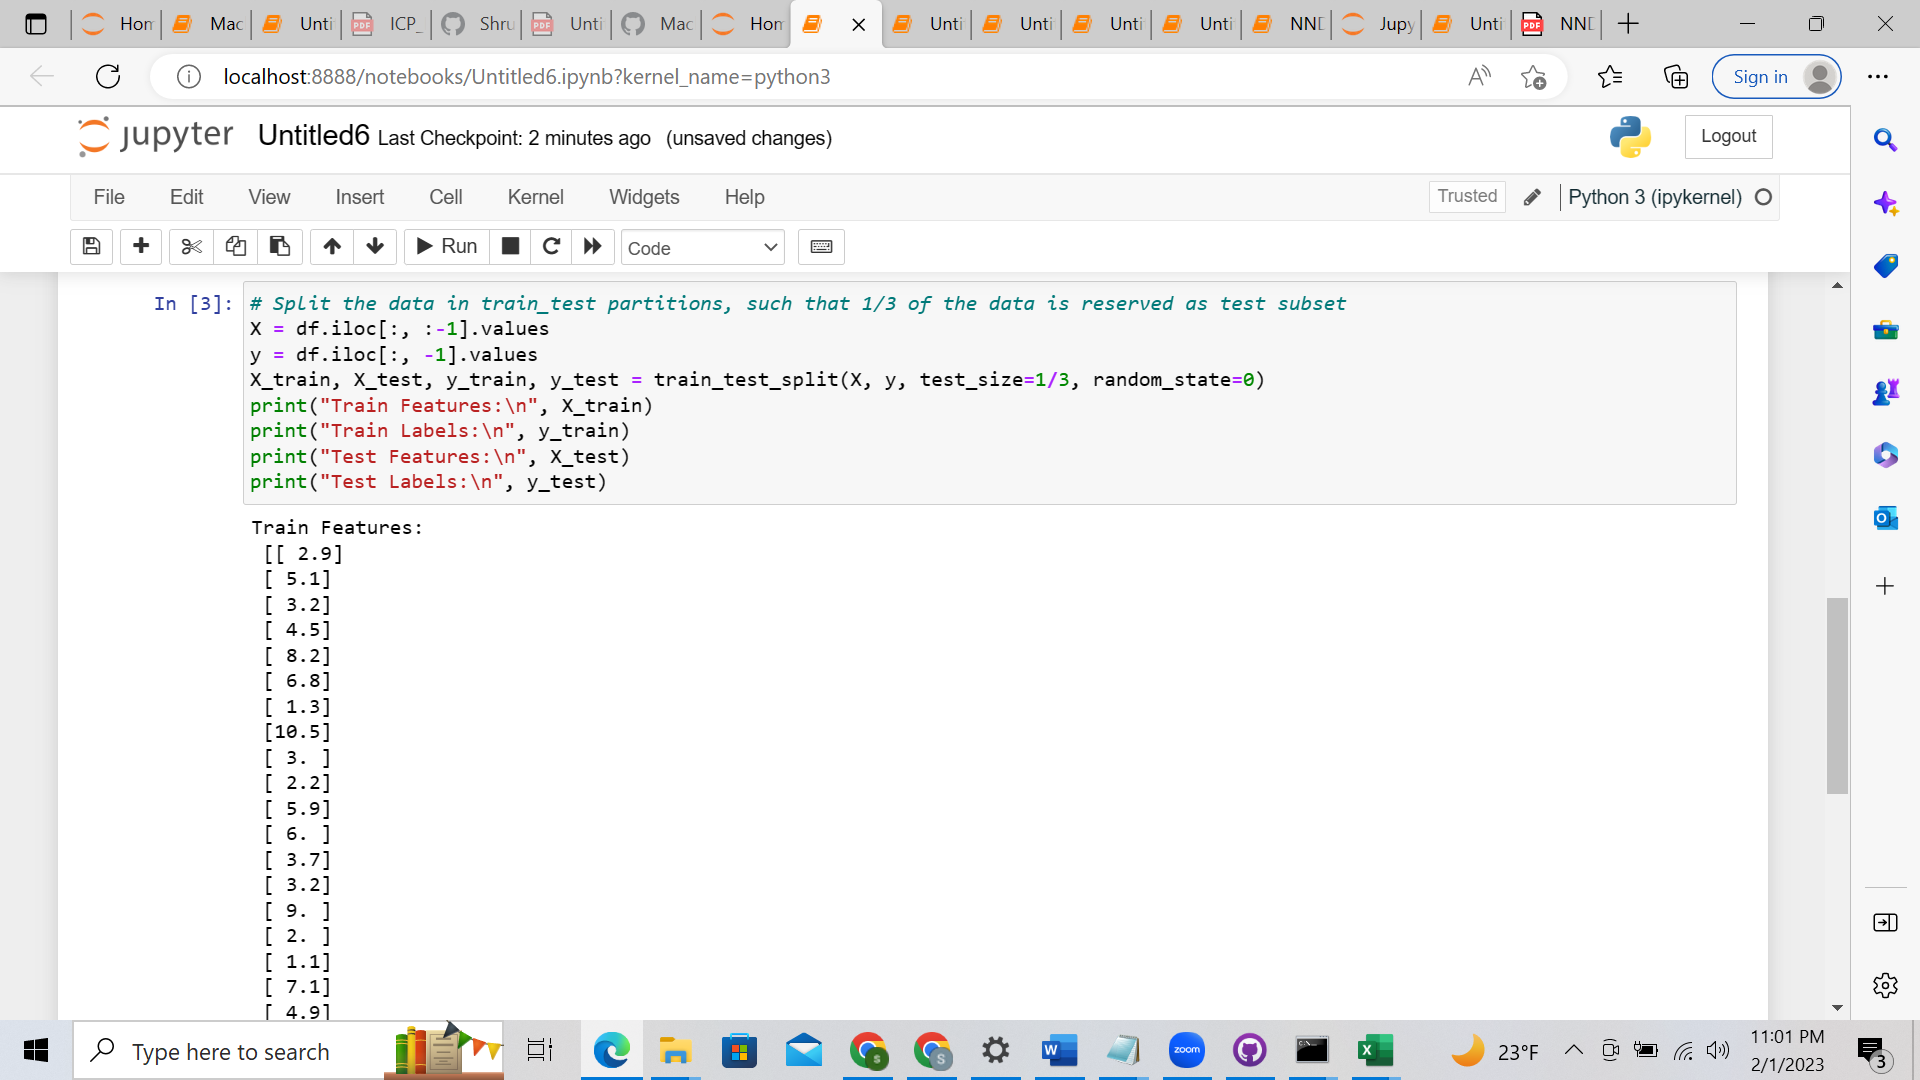 Hom
Mac
Unti
ICP_
Shru
Unti
Mac
Hom
Unti
Unti
Unti
Unti
NND
Jupy
Unti
NND
localhost:8888/notebooks/Untitled6.ipynb?kernel_name=python3
Sign in
jupyter Untitled6 Last Checkpoint: 2 minutes ago (unsaved changes)
Logout
File Edit View Insert Cell Kernel Widgets Help
Trusted
Python 3 (ipykernel)
Run
Code
In [3]: # Split the data in train_test partitions, such that 1/3 of the data is reserved as test subset
X = df.iloc[:, :-1].values
y = df.iloc[:, -1].values
X_train, X_test, y_train, y_test = train_test_split(X, y, test_size=1/3, random_state=0)
print("Train Features:\n", X_train)
print("Train Labels:\n", y_train)
print("Test Features:\n", X_test)
print("Test Labels:\n", y_test)
Train Features:
[[ 2.9]
[ 5.1]
[ 3.2]
[ 4.5]
[ 8.2]
[ 6.8]
[ 1.3]
[10.5]
[ 3. ]
[ 2.2]
[ 5.9]
[ 6. ]
[ 3.7]
[ 3.2]
[ 9. ]
[ 2. ]
[ 1.1]
[ 7.1]
[ 4.9]
Type here to search
zoom
23°F
11:01 PM
2/1/2023
3